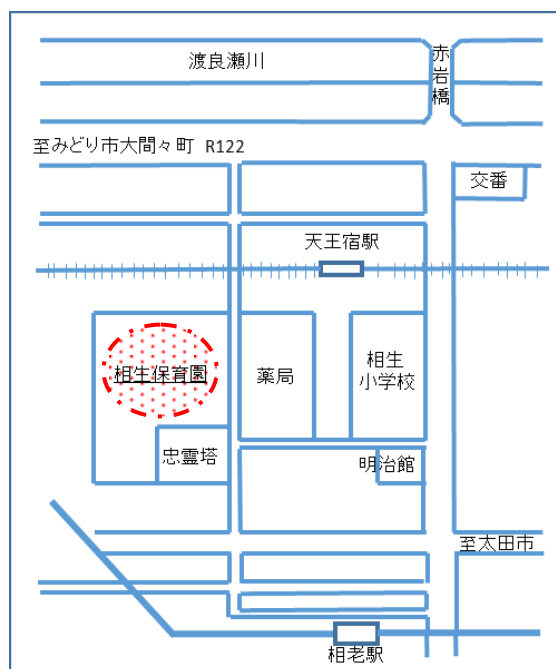 渡良瀬川
赤岩橋
至みどり市大間々町 R122
交番
天王宿駅
相生保育園
薬局
相生
小学校
忠霊塔
明治館
至太田市
相老駅